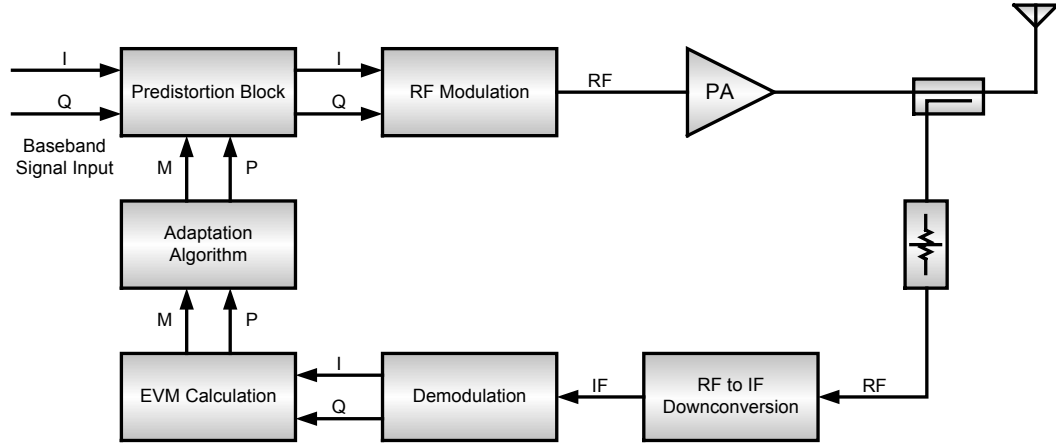 I
Q
Baseband
Signal Input
Predistortion Block
I
Q
RF Modulation
RF
PA
M
P
Adaptation
Algorithm
M
P
EVM Calculation
I
Q
Demodulation
IF
RF to IF
Downconversion
RF